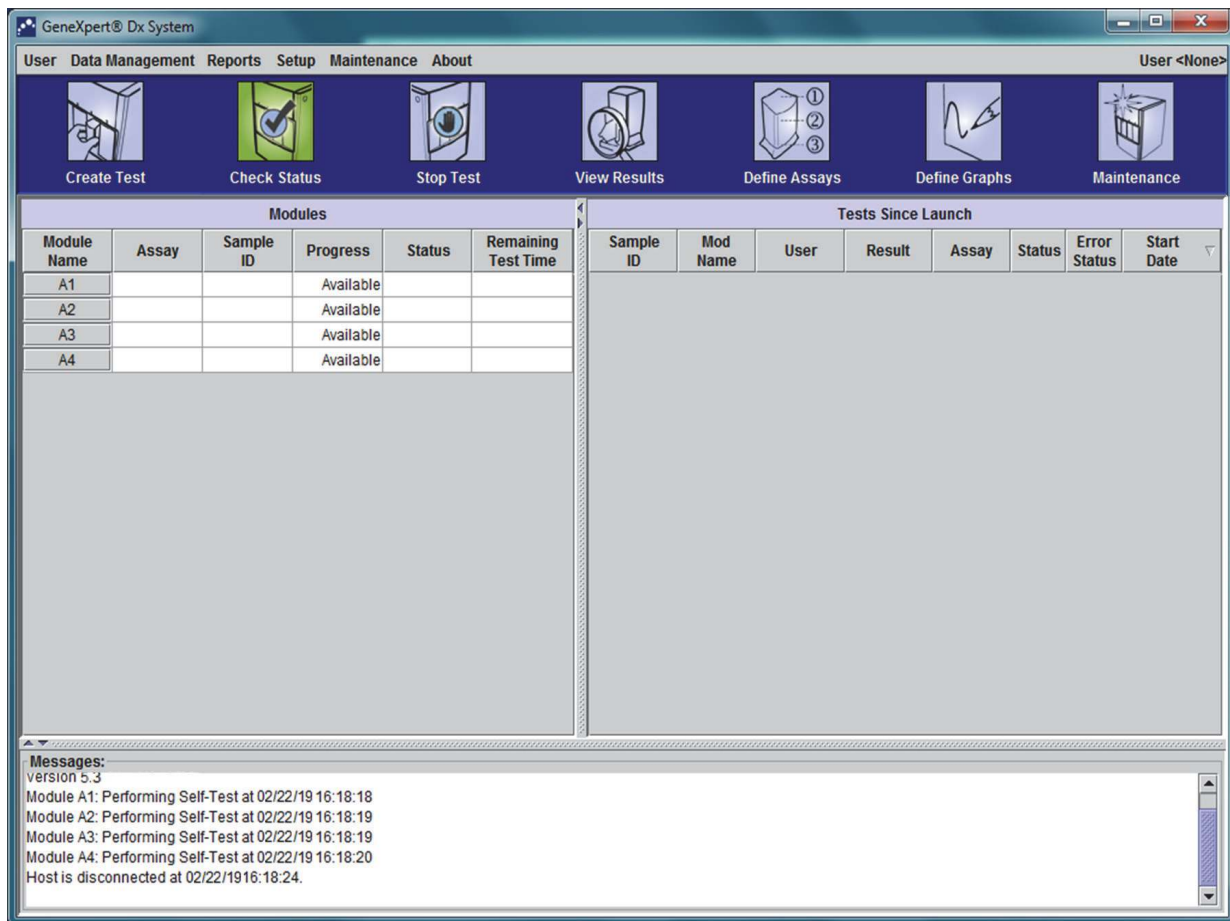 GeneXpert® Dx System
User Data Management Reports Setup Maintenance About User <None>
Create Test Check Status Stop Test View Results Define Assays Define Graphs Maintenance
① ② ③
Modules Tests Since Launch
Module Name Assay Sample ID Progress Status Remaining Test Time Sample ID Mod Name User Result Assay Status Error Status Start Date
A1 Available
A2 Available
A3 Available
A4 Available
Messages:
Version 5.3
Module A1: Performing Self-Test at 02/22/19 16:18:18
Module A2: Performing Self-Test at 02/22/19 16:18:19
Module A3: Performing Self-Test at 02/22/19 16:18:19
Module A4: Performing Self-Test at 02/22/19 16:18:20
Host is disconnected at 02/22/1916:18:24.